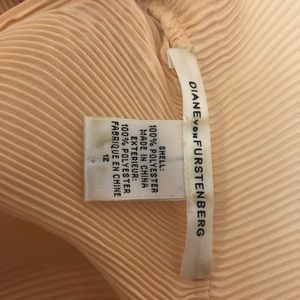 DIANE VON FURSTENBERG
SHELL:
100% POLYESTER
MADE IN CHINA
EXTERIEUR:
100% POLYESTER
FABRIQUE EN CHINE
12